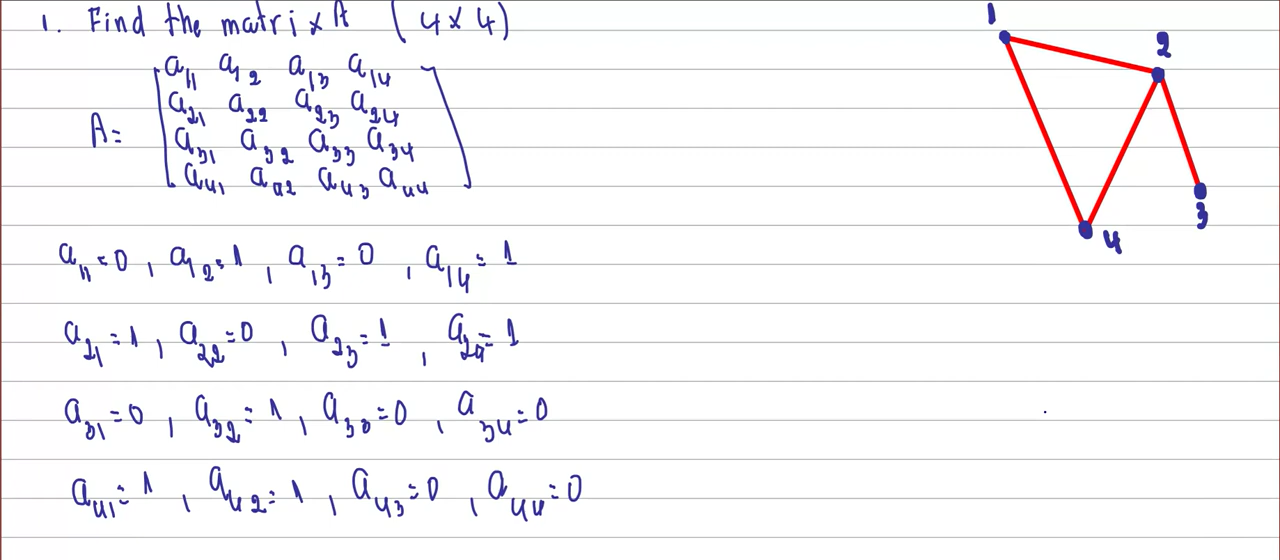 1. Find the matrix A (4x4)
a11 a12 a13 a14
a21 a22 a23 a24
A= a31 a32 a33 a34
a41 a42 a43 a44
a11=0, a12=1, a13=0, a14=1
a21=1, a22=0, a23=1, a24=1
a31=0, a32=1, a33=0, a34=0
a41=1, a42=1, a43=0, a44=0
1
2
3
4